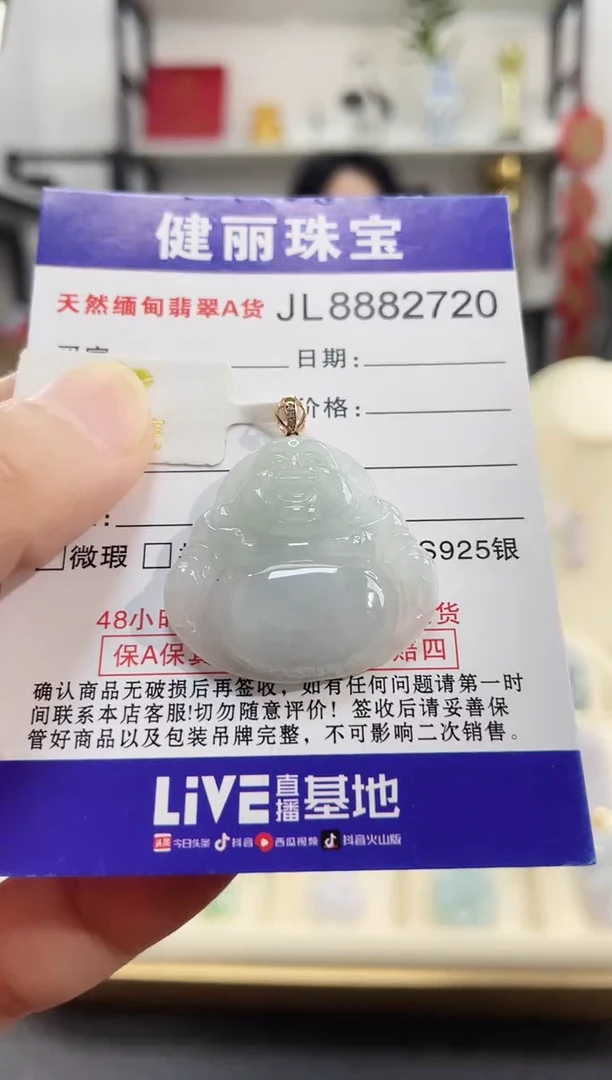 健丽珠宝
天然缅甸翡翠A货 JL8882720
日期:
价格:
微瑕 S925银
48小 货
保A保 赔四
确认商品无破损后再签收,如有任何问题请第一时
间联系本店客服!切勿随意评价!签收后请妥善保
管好商品以及包装吊牌完整,不可影响二次销售。
LiVE直播基地
头条 今日头条 抖音 西瓜视频 抖音火山版